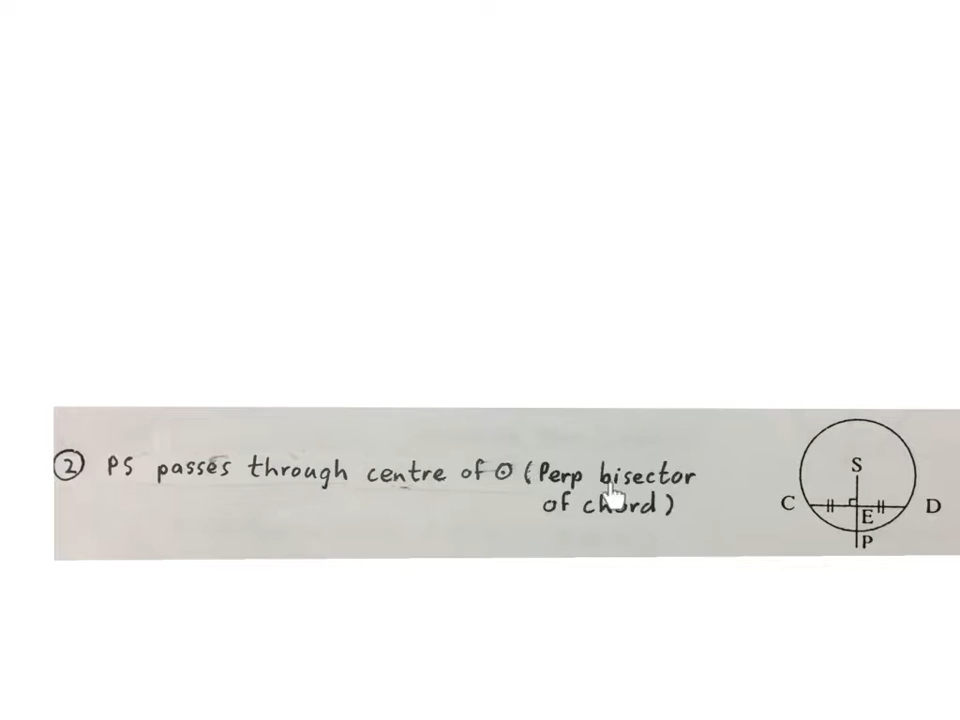 ② PS passes through centre of ⊙ (Perp bisector
of chord)
S
C
D
E
P